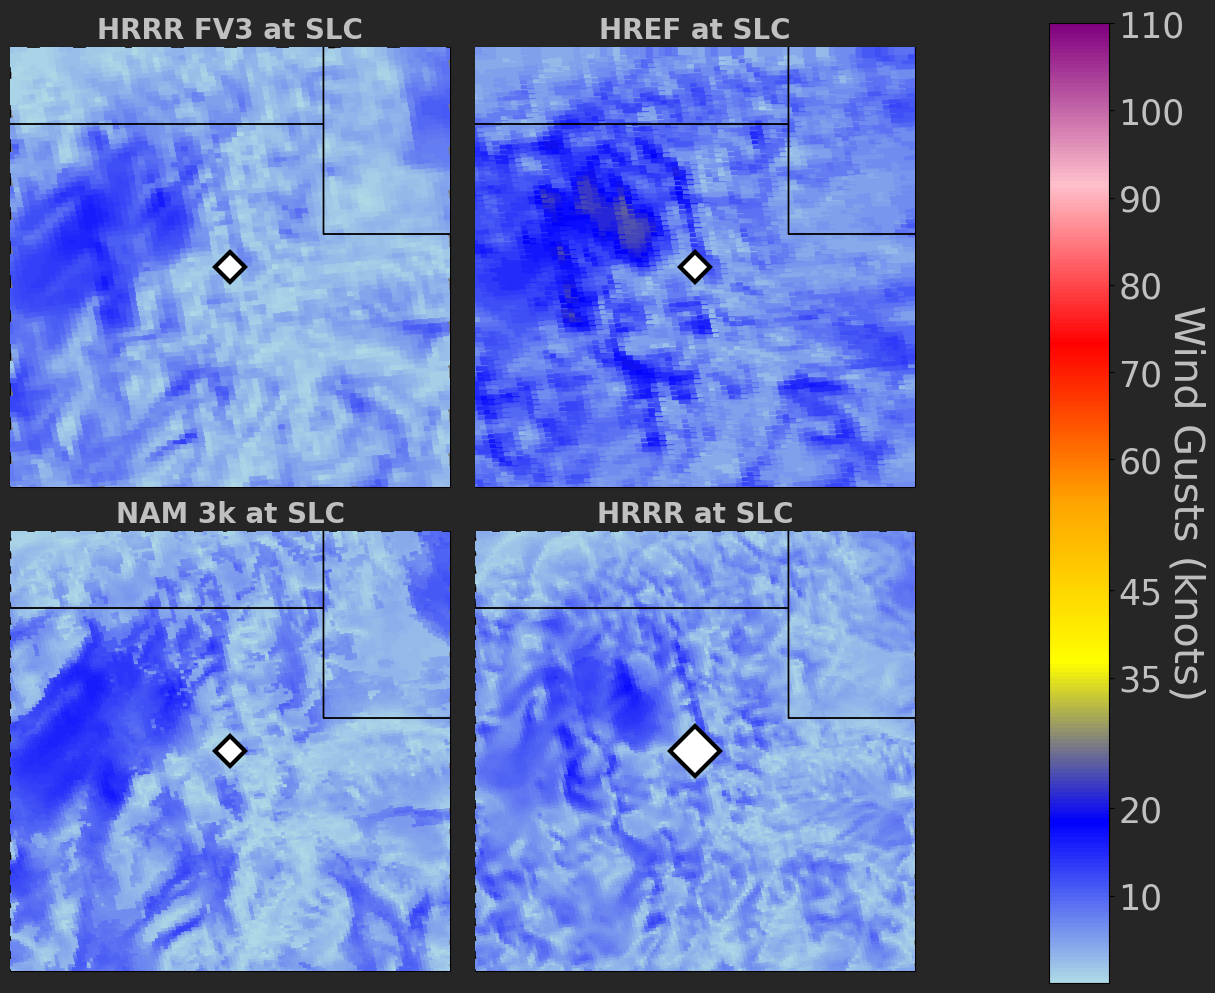 HRRR FV3 at SLC
HREF at SLC
NAM 3k at SLC
HRRR at SLC
110
100
90
80
70
60
45
35
20
10
Wind Gusts (knots)